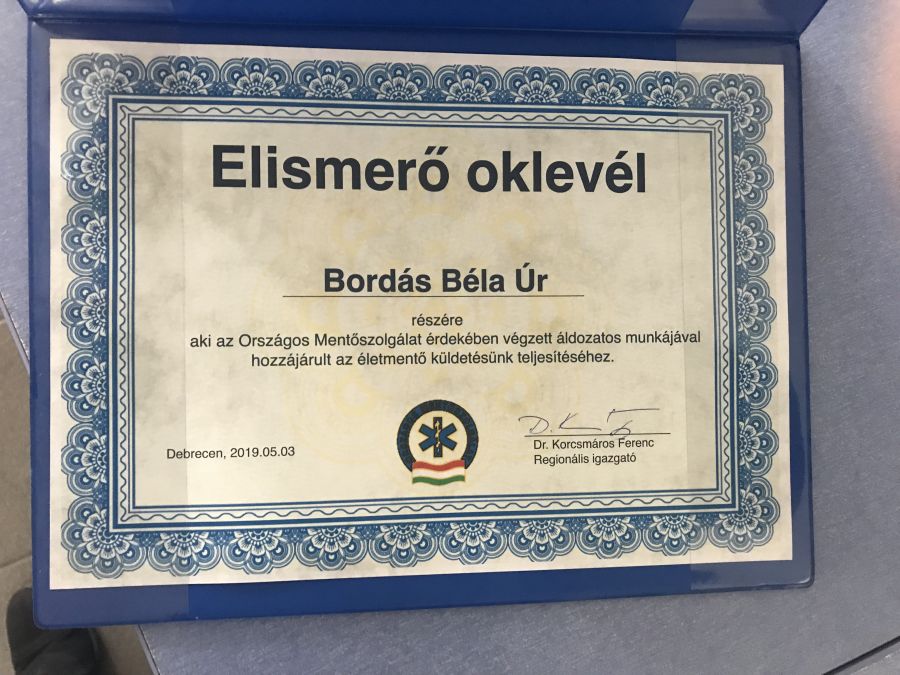 Elismerő oklevél
Bordás Béla Úr
részére
aki az Országos Mentőszolgálat érdekében végzett áldozatos munkájával
hozzájárult az életmentő küldetésünk teljesítéséhez.
Debrecen, 2019.05.03
Dr. Korcsmáros Ferenc
Regionális igazgató